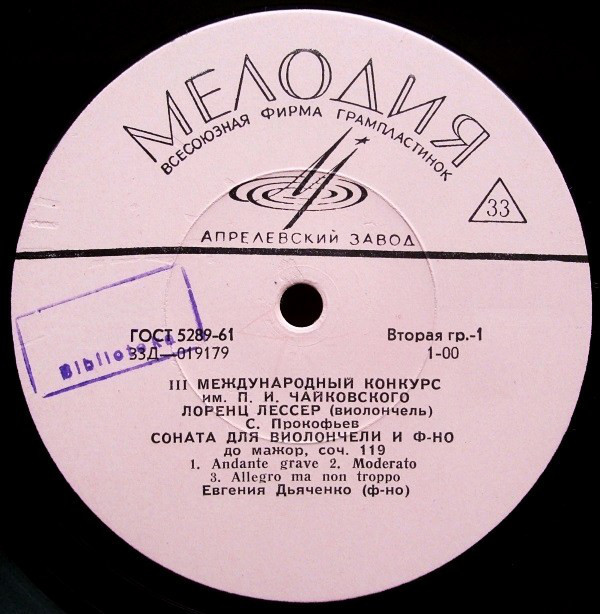 МЕЛОДИЯ
ВСЕСОЮЗНАЯ ФИРМА ГРАМПЛАСТИНОК
33
АПРЕЛЕВСКИЙ ЗАВОД
ГОСТ 5289-61
33Д—019179
Biblioteka
Вторая гр.-1
1-00
III МЕЖДУНАРОДНЫЙ КОНКУРС
им. П. И. ЧАЙКОВСКОГО
ЛОРЕНЦ ЛЕССЕР (виолончель)
С. Прокофьев
СОНАТА ДЛЯ ВИОЛОНЧЕЛИ И Ф-НО
до мажор, соч. 119
1. Andante grave 2. Moderato
3. Allegro ma non troppo
Евгения Дьяченко (ф-но)